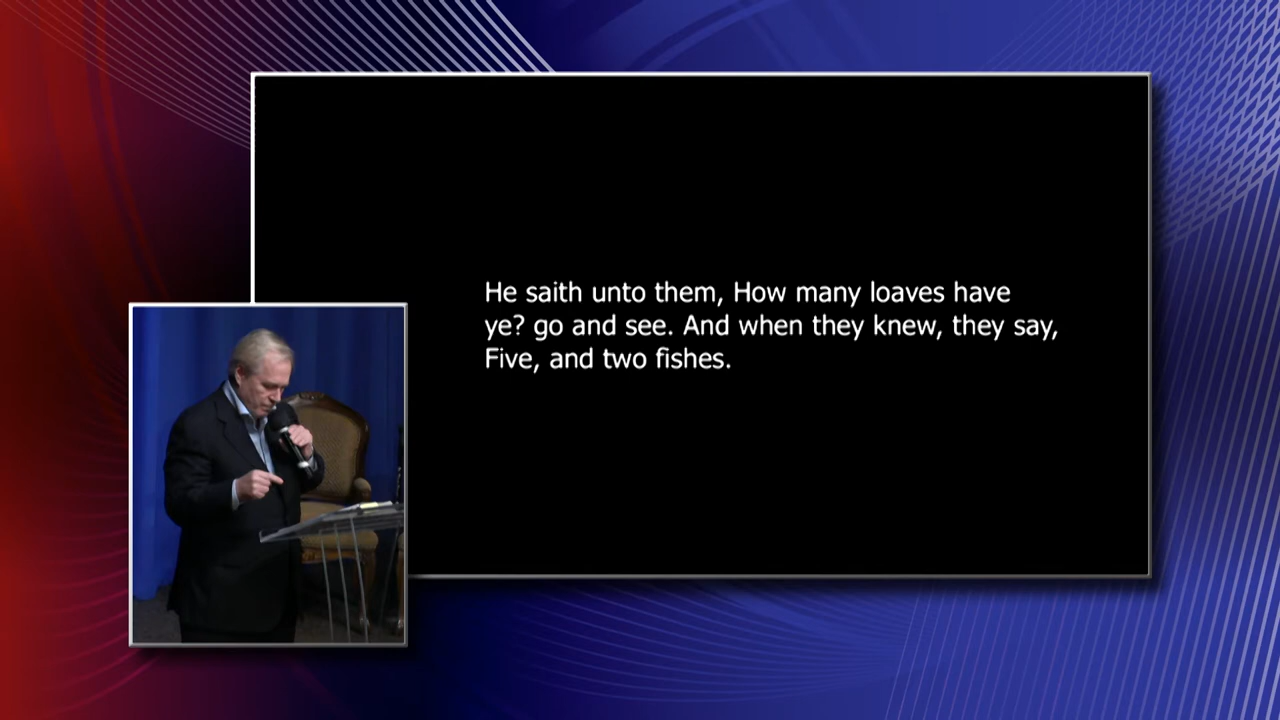 He saith unto them, How many loaves have
ye? go and see. And when they knew, they say,
Five, and two fishes.